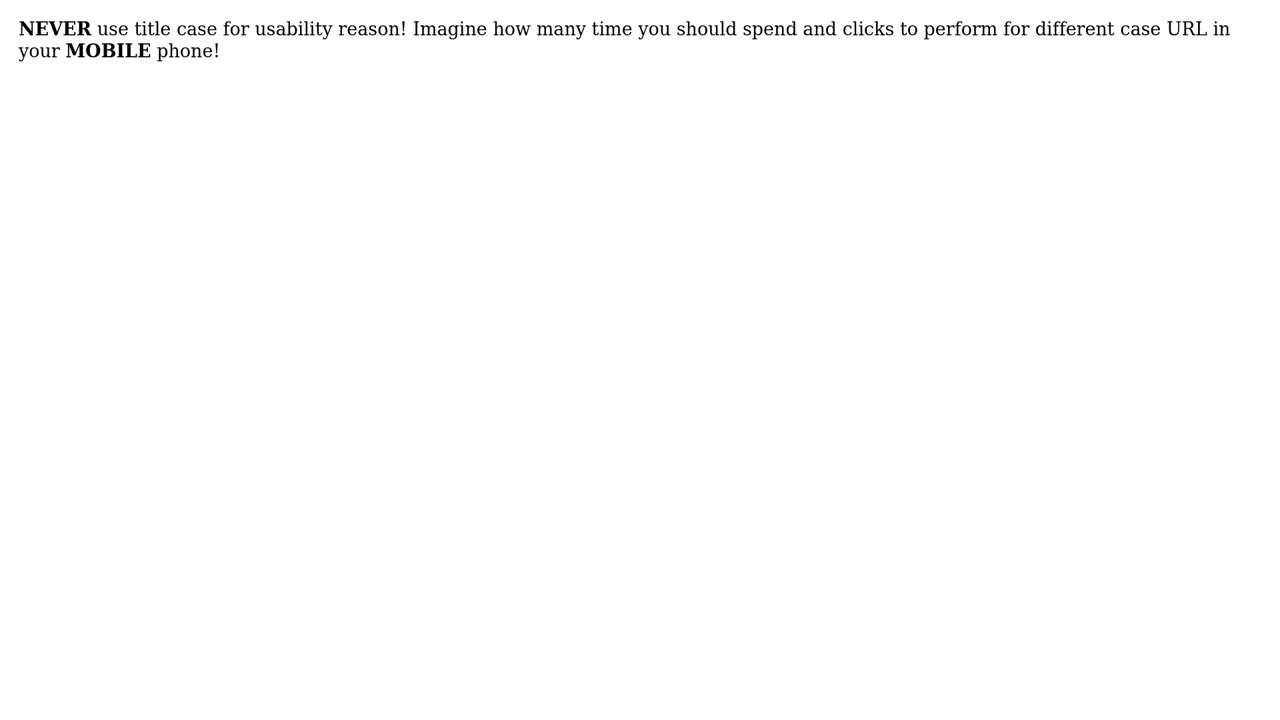 NEVER use title case for usability reason! Imagine how many time you should spend and clicks to perform for different case URL in
your MOBILE phone!